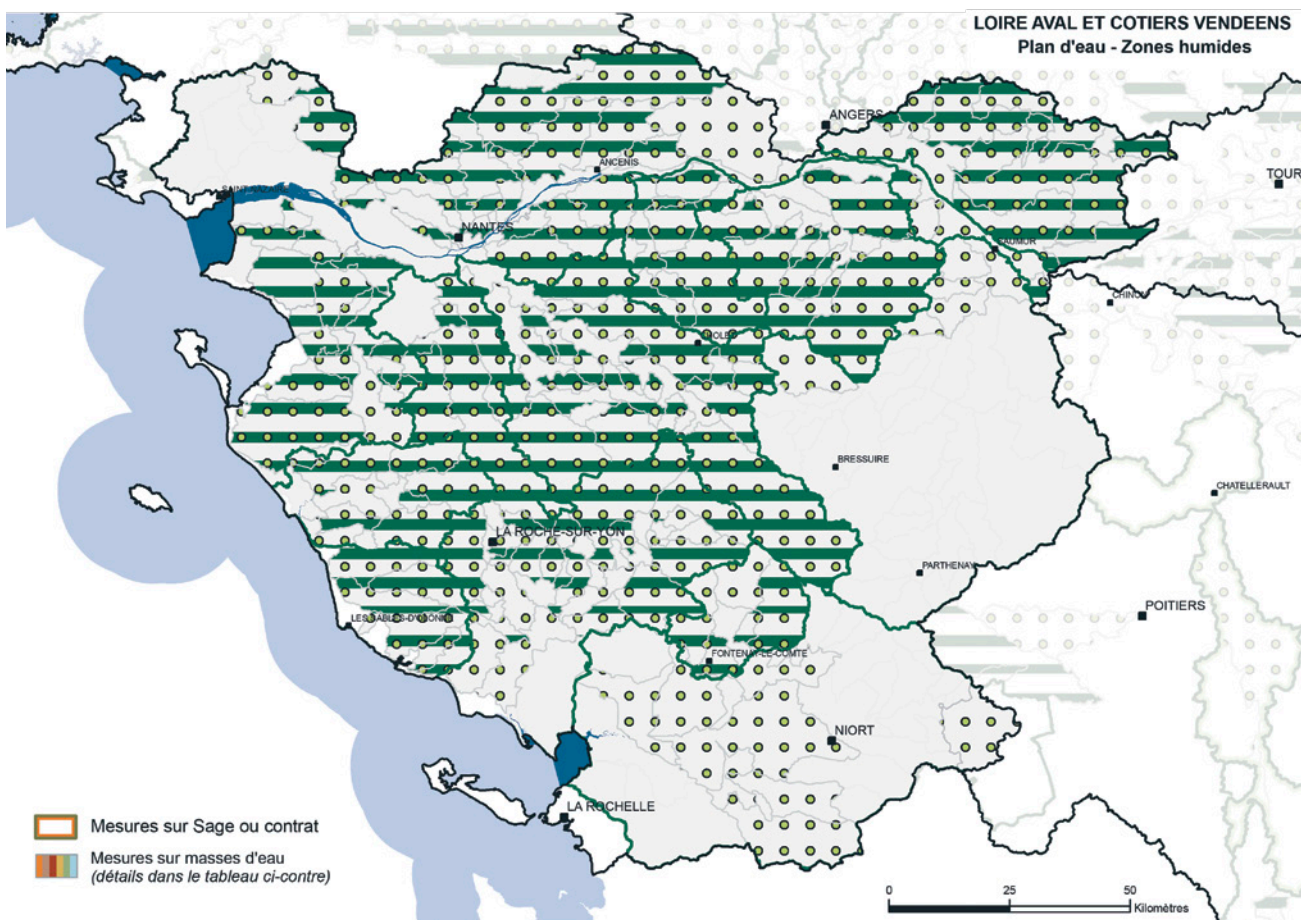 LOIRE AVAL ET COTIERS VENDEENS
Plan d'eau - Zones humides
ANGERS
ANCENIS
TOUR
SAINT-NAZAIRE
NANTES
SAUMUR
CHINON
CHOLET
BRESSUIRE
CHATELLERAULT
LA ROCHE-SUR-YON
PARTHENAY
POITIERS
LES SABLES-D'OLONNE
FONTENAY-LE-COMTE
NIORT
LA ROCHELLE
Mesures sur Sage ou contrat
Mesures sur masses d'eau
(détails dans le tableau ci-contre)
0 25 50
Kilomètres